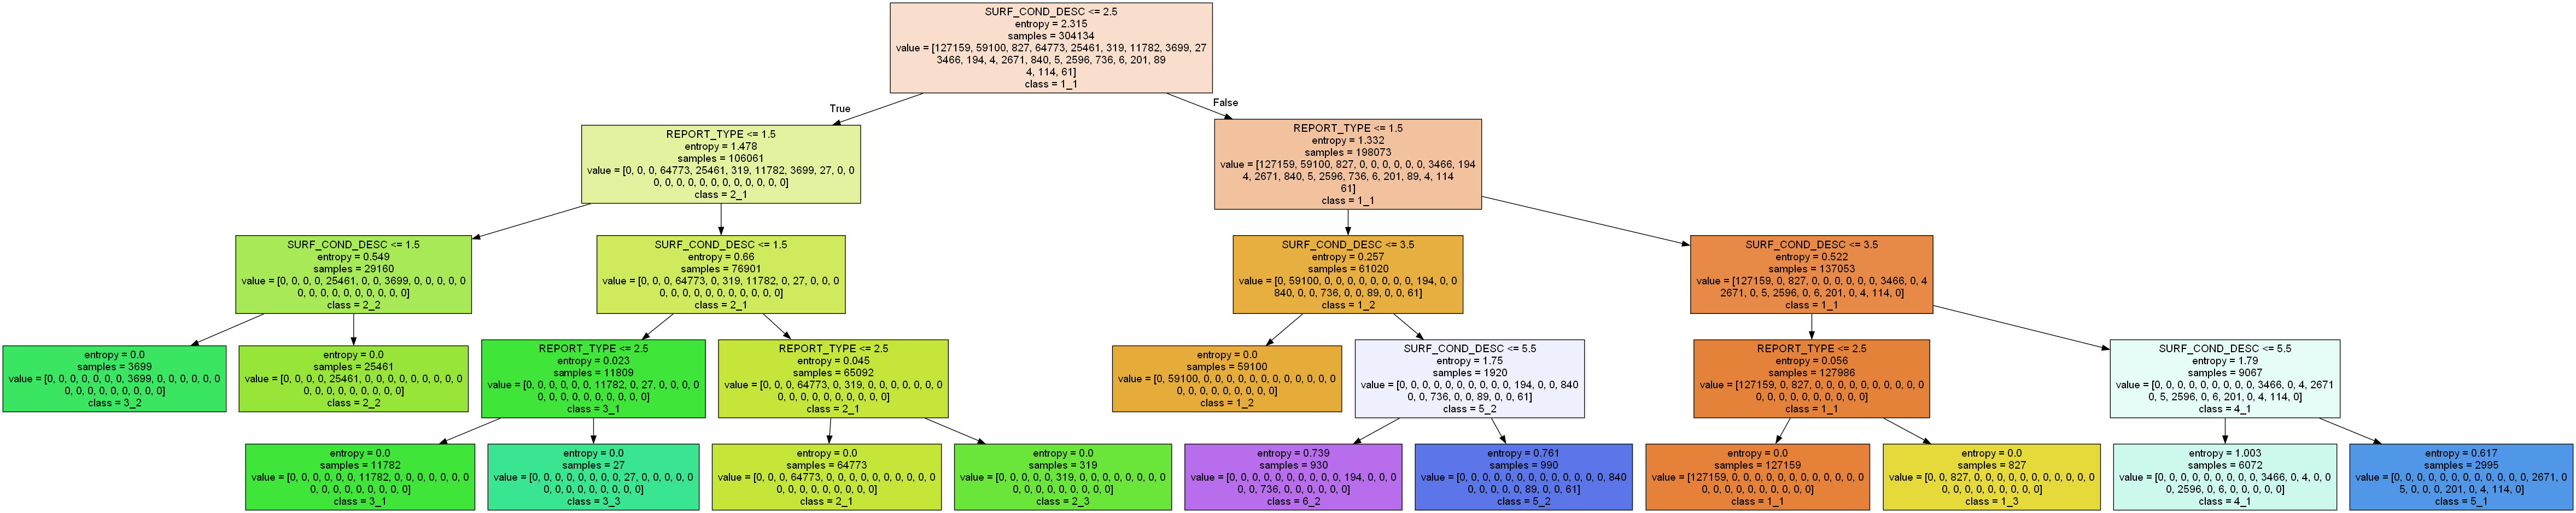 SURF_COND_DESC <= 2.5
entropy = 2.315
samples = 304134
value = [127159, 59100, 827, 64773, 25461, 319, 11782, 3699, 27
3466, 194, 4, 2671, 840, 5, 2596, 736, 6, 201, 89
4, 114, 61]
class = 1_1
True
False
REPORT_TYPE <= 1.5
entropy = 1.478
samples = 106061
value = [0, 0, 0, 64773, 25461, 319, 11782, 3699, 27, 0, 0
0, 0, 0, 0, 0, 0, 0, 0, 0, 0, 0, 0]
class = 2_1
REPORT_TYPE <= 1.5
entropy = 1.332
samples = 198073
value = [127159, 59100, 827, 0, 0, 0, 0, 0, 0, 3466, 194
4, 2671, 840, 5, 2596, 736, 6, 201, 89, 4, 114
61]
class = 1_1
SURF_COND_DESC <= 1.5
entropy = 0.549
samples = 29160
value = [0, 0, 0, 0, 25461, 0, 0, 3699, 0, 0, 0, 0, 0
0, 0, 0, 0, 0, 0, 0, 0, 0, 0]
class = 2_2
SURF_COND_DESC <= 1.5
entropy = 0.66
samples = 76901
value = [0, 0, 0, 64773, 0, 319, 11782, 0, 27, 0, 0, 0
0, 0, 0, 0, 0, 0, 0, 0, 0, 0, 0]
class = 2_1
SURF_COND_DESC <= 3.5
entropy = 0.257
samples = 61020
value = [0, 59100, 0, 0, 0, 0, 0, 0, 0, 0, 194, 0, 0
840, 0, 0, 736, 0, 0, 89, 0, 0, 61]
class = 1_2
SURF_COND_DESC <= 3.5
entropy = 0.522
samples = 137053
value = [127159, 0, 827, 0, 0, 0, 0, 0, 0, 3466, 0, 4
2671, 0, 5, 2596, 0, 6, 201, 0, 4, 114, 0]
class = 1_1
entropy = 0.0
samples = 3699
value = [0, 0, 0, 0, 0, 0, 0, 3699, 0, 0, 0, 0, 0, 0
0, 0, 0, 0, 0, 0, 0, 0, 0]
class = 3_2
entropy = 0.0
samples = 25461
value = [0, 0, 0, 0, 25461, 0, 0, 0, 0, 0, 0, 0, 0, 0
0, 0, 0, 0, 0, 0, 0, 0, 0]
class = 2_2
REPORT_TYPE <= 2.5
entropy = 0.023
samples = 11809
value = [0, 0, 0, 0, 0, 0, 11782, 0, 27, 0, 0, 0, 0
0, 0, 0, 0, 0, 0, 0, 0, 0, 0]
class = 3_1
REPORT_TYPE <= 2.5
entropy = 0.045
samples = 65092
value = [0, 0, 0, 64773, 0, 319, 0, 0, 0, 0, 0, 0, 0
0, 0, 0, 0, 0, 0, 0, 0, 0, 0]
class = 2_1
entropy = 0.0
samples = 59100
value = [0, 59100, 0, 0, 0, 0, 0, 0, 0, 0, 0, 0, 0, 0
0, 0, 0, 0, 0, 0, 0, 0, 0]
class = 1_2
SURF_COND_DESC <= 5.5
entropy = 1.75
samples = 1920
value = [0, 0, 0, 0, 0, 0, 0, 0, 0, 0, 194, 0, 0, 840
0, 0, 736, 0, 0, 89, 0, 0, 61]
class = 5_2
REPORT_TYPE <= 2.5
entropy = 0.056
samples = 127986
value = [127159, 0, 827, 0, 0, 0, 0, 0, 0, 0, 0, 0, 0
0, 0, 0, 0, 0, 0, 0, 0, 0, 0]
class = 1_1
SURF_COND_DESC <= 5.5
entropy = 1.79
samples = 9067
value = [0, 0, 0, 0, 0, 0, 0, 0, 0, 3466, 0, 4, 2671
0, 5, 2596, 0, 6, 201, 0, 4, 114, 0]
class = 4_1
entropy = 0.0
samples = 11782
value = [0, 0, 0, 0, 0, 0, 11782, 0, 0, 0, 0, 0, 0, 0
0, 0, 0, 0, 0, 0, 0, 0, 0]
class = 3_1
entropy = 0.0
samples = 27
value = [0, 0, 0, 0, 0, 0, 0, 0, 27, 0, 0, 0, 0, 0
0, 0, 0, 0, 0, 0, 0, 0, 0]
class = 3_3
entropy = 0.0
samples = 64773
value = [0, 0, 0, 64773, 0, 0, 0, 0, 0, 0, 0, 0, 0, 0
0, 0, 0, 0, 0, 0, 0, 0, 0]
class = 2_1
entropy = 0.0
samples = 319
value = [0, 0, 0, 0, 0, 319, 0, 0, 0, 0, 0, 0, 0, 0
0, 0, 0, 0, 0, 0, 0, 0, 0]
class = 2_3
entropy = 0.739
samples = 930
value = [0, 0, 0, 0, 0, 0, 0, 0, 0, 0, 194, 0, 0, 0
0, 0, 736, 0, 0, 0, 0, 0, 0]
class = 6_2
entropy = 0.761
samples = 990
value = [0, 0, 0, 0, 0, 0, 0, 0, 0, 0, 0, 0, 0, 840
0, 0, 0, 0, 0, 89, 0, 0, 61]
class = 5_2
entropy = 0.0
samples = 127159
value = [127159, 0, 0, 0, 0, 0, 0, 0, 0, 0, 0, 0, 0, 0
0, 0, 0, 0, 0, 0, 0, 0, 0]
class = 1_1
entropy = 0.0
samples = 827
value = [0, 0, 827, 0, 0, 0, 0, 0, 0, 0, 0, 0, 0, 0
0, 0, 0, 0, 0, 0, 0, 0, 0]
class = 1_3
entropy = 1.003
samples = 6072
value = [0, 0, 0, 0, 0, 0, 0, 0, 0, 3466, 0, 4, 0, 0
0, 2596, 0, 6, 0, 0, 0, 0, 0]
class = 4_1
entropy = 0.617
samples = 2995
value = [0, 0, 0, 0, 0, 0, 0, 0, 0, 0, 0, 0, 2671, 0
5, 0, 0, 0, 201, 0, 4, 114, 0]
class = 5_1